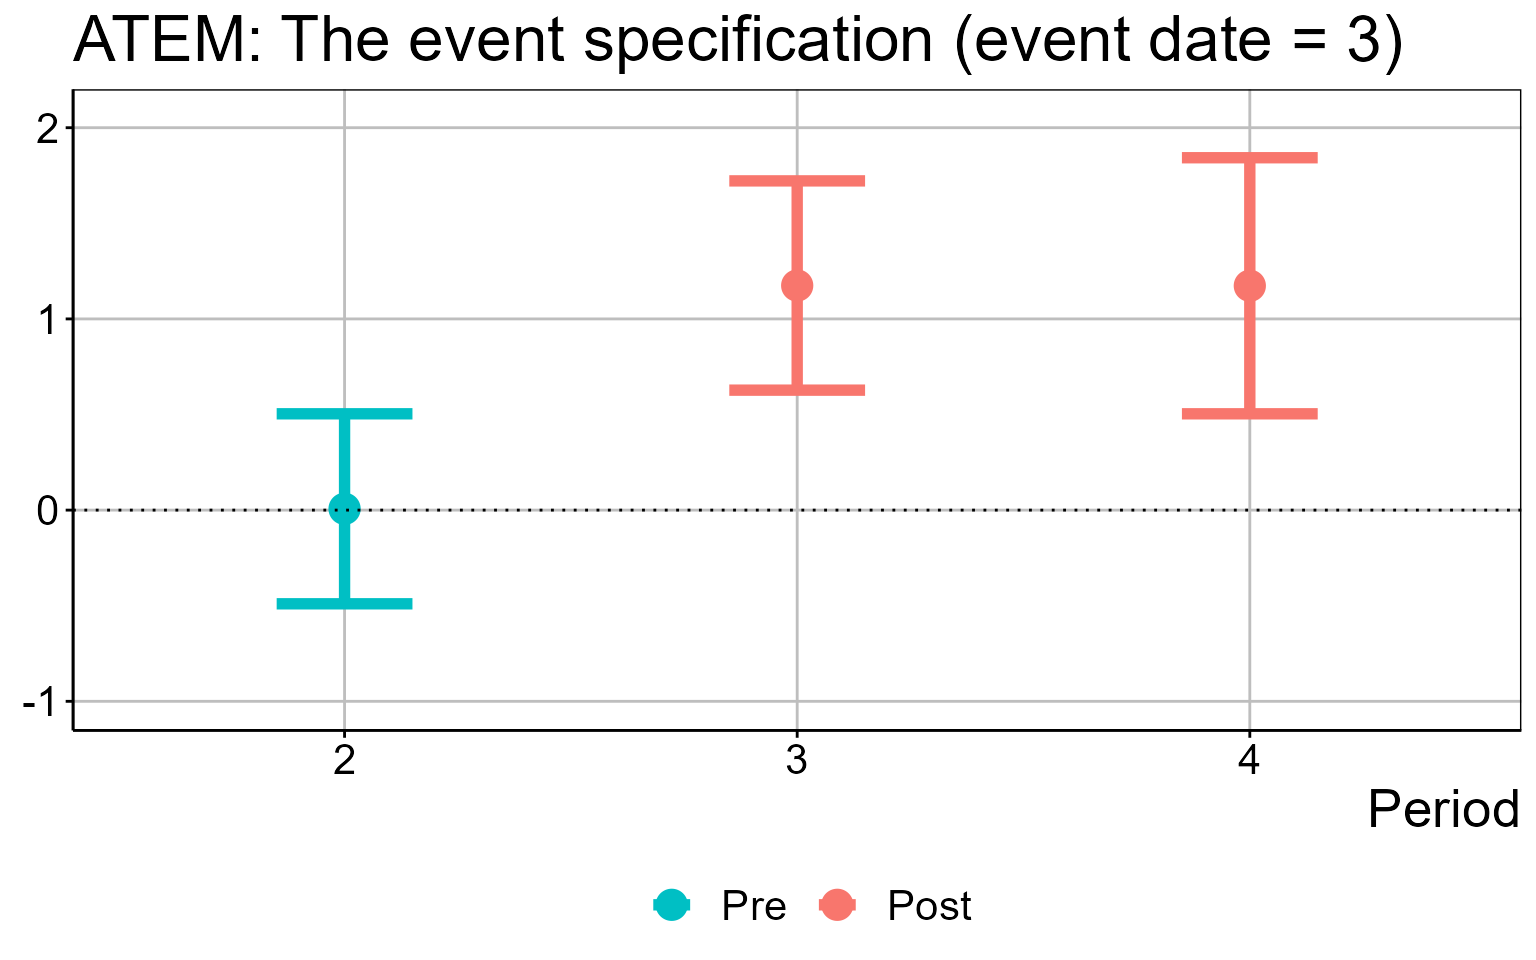 ATEM: The event specification (event date = 3)
2
1
0
-1
2 3 4
Period
Pre Post